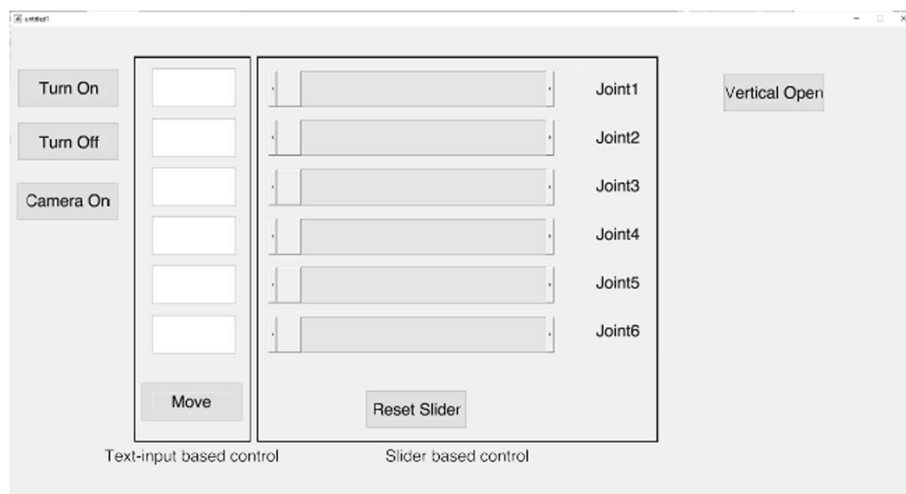 untitled1
Turn On
Joint1
Vertical Open
Turn Off
Joint2
Camera On
Joint3
Joint4
Joint5
Joint6
Move
Reset Slider
Text-input based control
Slider based control